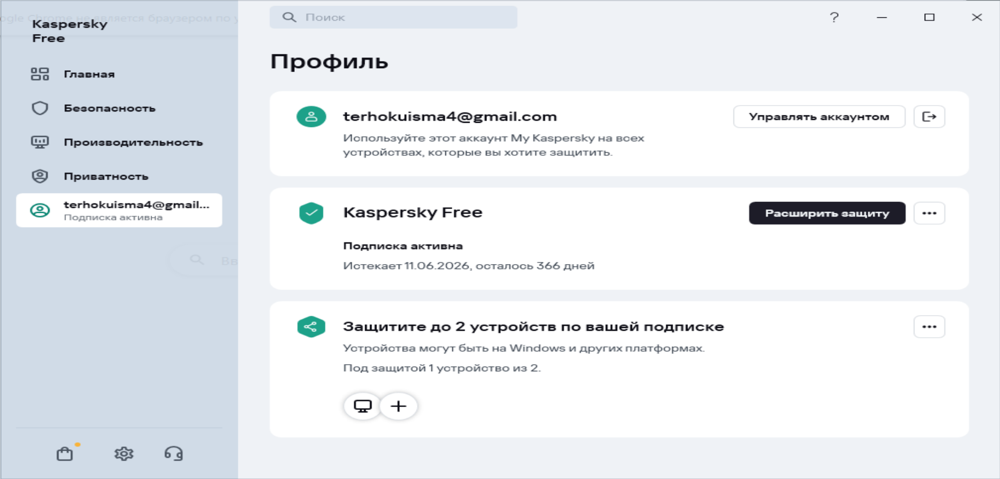 ogle Chrome не является браузером по у
Kaspersky
Free
Главная
Безопасность
Производительность
Приватность
terhokuisma4@gmail...
Подписка активна
Вв
Поиск
?
Профиль
terhokuisma4@gmail.com
Используйте этот аккаунт My Kaspersky на всех
устройствах, которые вы хотите защитить.
Управлять аккаунтом
Kaspersky Free
Расширить защиту
Подписка активна
Истекает 11.06.2026, осталось 366 дней
Защитите до 2 устройств по вашей подписке
Устройства могут быть на Windows и других платформах.
Под защитой 1 устройство из 2.